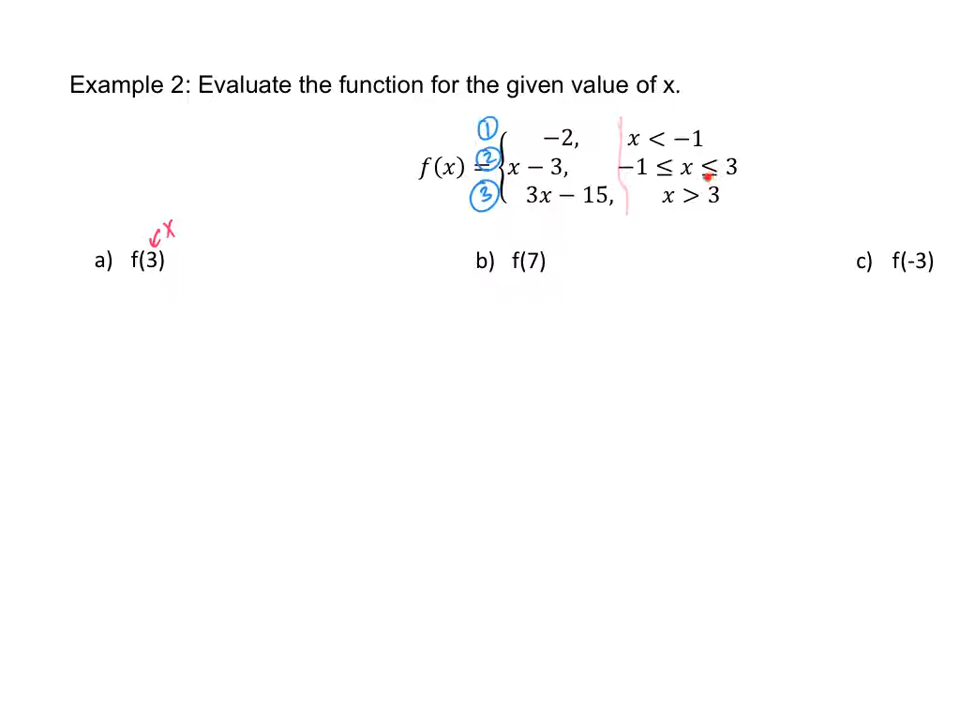 Example 2: Evaluate the function for the given value of x.
① −2, x < −1
f(x) = ② x − 3, −1 ≤ x ≤ 3
③ 3x − 15, x > 3
x
a) f(3) b) f(7) c) f(-3)